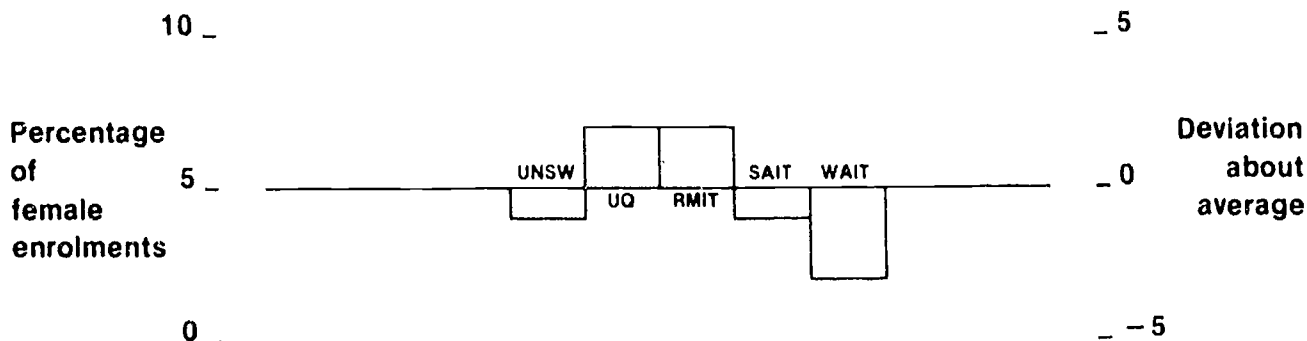 10
5
Percentage
of
female
enrolments
5
UNSW
SAIT
WAIT
UQ
RMIT
0
Deviation
about
average
0
-5